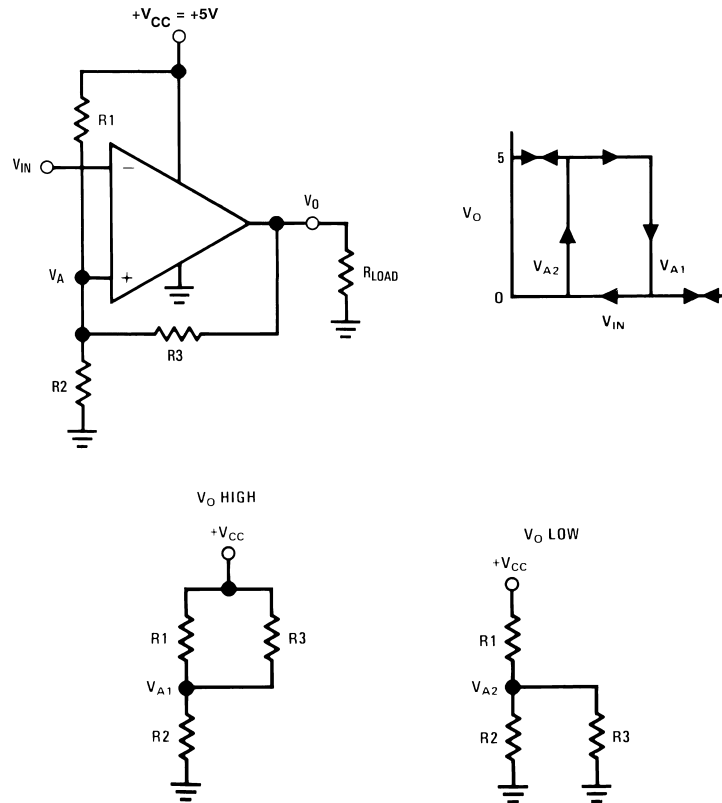 +VCC = +5V
R1
VIN
−
VO
VA
+
RLOAD
R3
R2
5
VO
VA2
VA1
0
VIN
VO HIGH
+VCC
R1
R3
VA1
R2
VO LOW
+VCC
R1
VA2
R2
R3